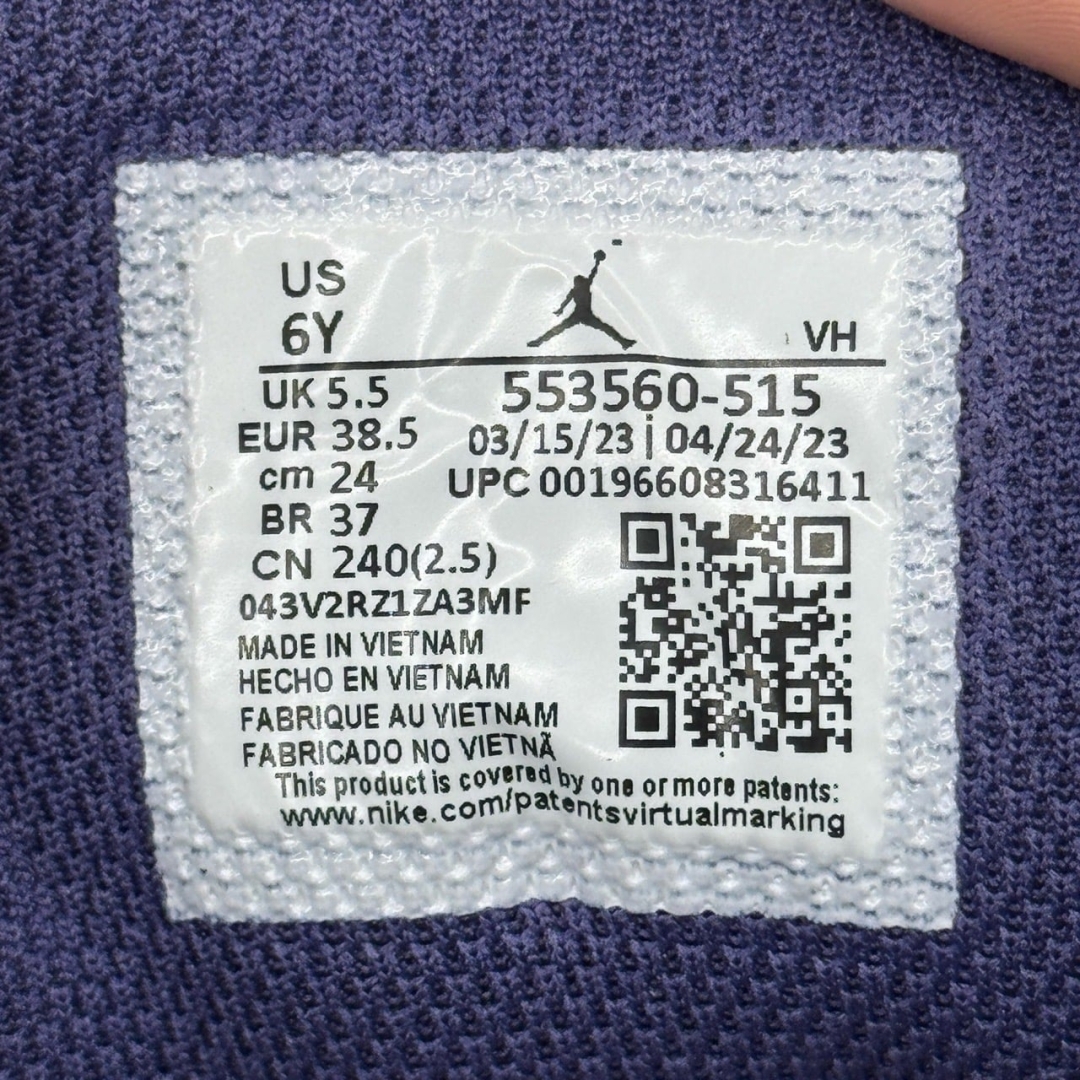 US
6Y
VH
UK 5.5
553560-515
EUR 38.5
03/15/23 | 04/24/23
cm 24
UPC 00196608316411
BR 37
CN 240(2.5)
043V2RZ1ZA3MF
MADE IN VIETNAM
HECHO EN VIETNAM
FABRIQUE AU VIETNAM
FABRICADO NO VIETNÃ
This product is covered by one or more patents:
www.nike.com/patentsvirtualmarking